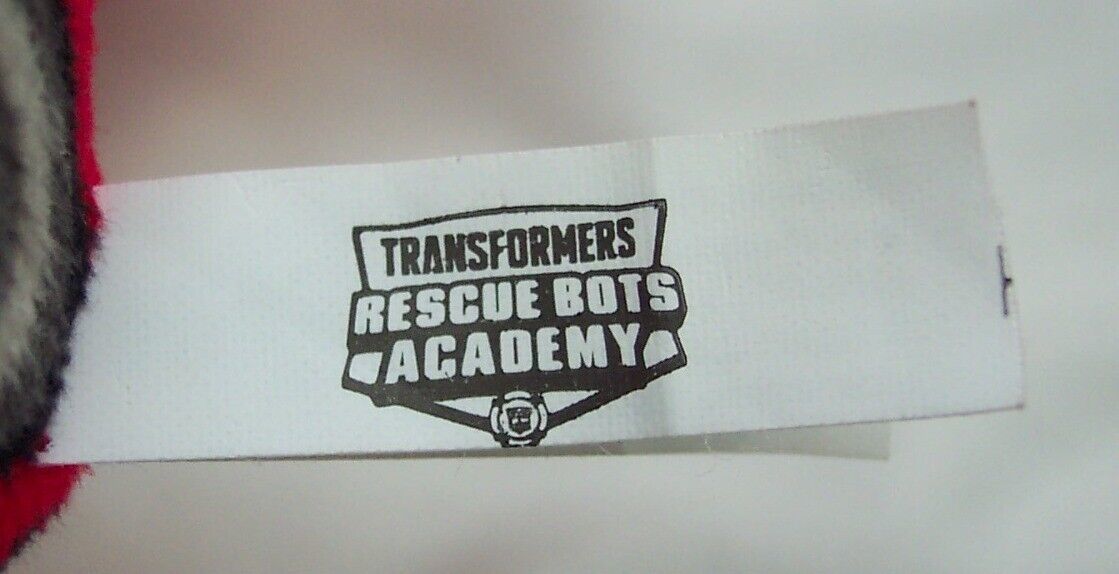 TRANSFORMERS
RESCUE BOTS
ACADEMY